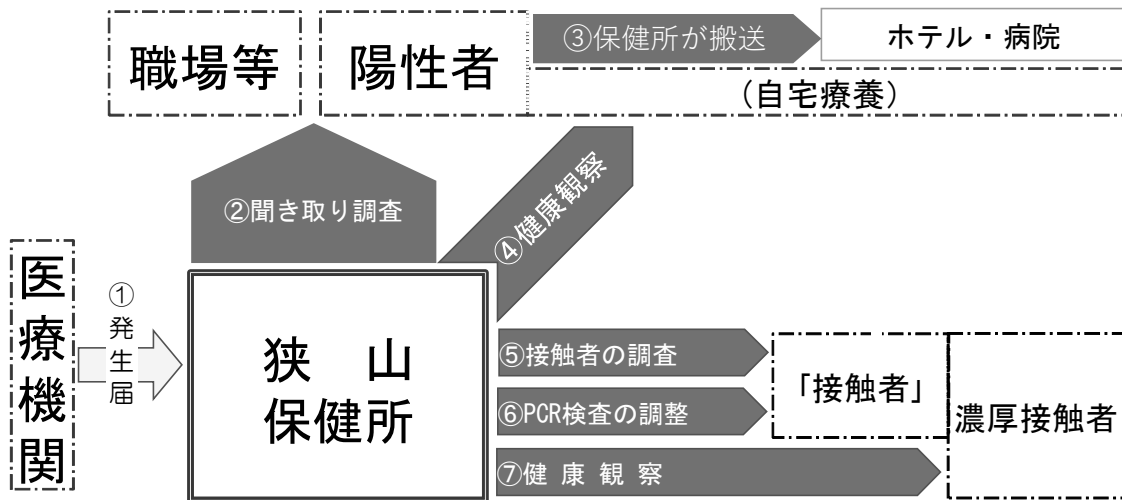 ③保健所が搬送
ホテル・病院
職場等
陽性者
(自宅療養)
②聞き取り調査
④健康観察
医療機関
①発生届
狭 山
保健所
⑤接触者の調査
⑥PCR検査の調整
⑦健 康 観 察
「接触者」
濃厚接触者